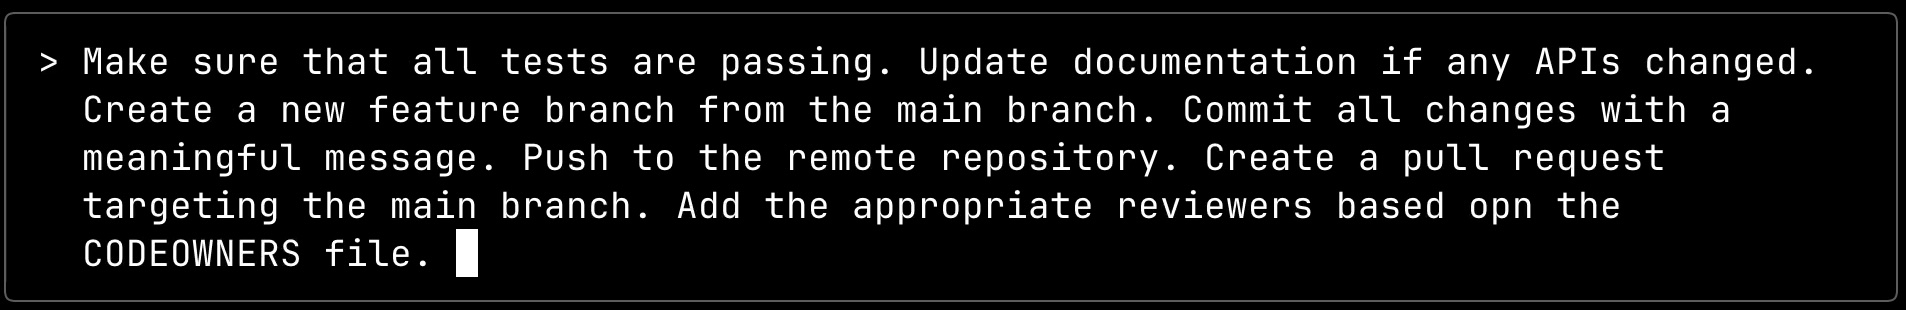 > Make sure that all tests are passing. Update documentation if any APIs changed.
Create a new feature branch from the main branch. Commit all changes with a
meaningful message. Push to the remote repository. Create a pull request
targeting the main branch. Add the appropriate reviewers based opn the
CODEOWNERS file.